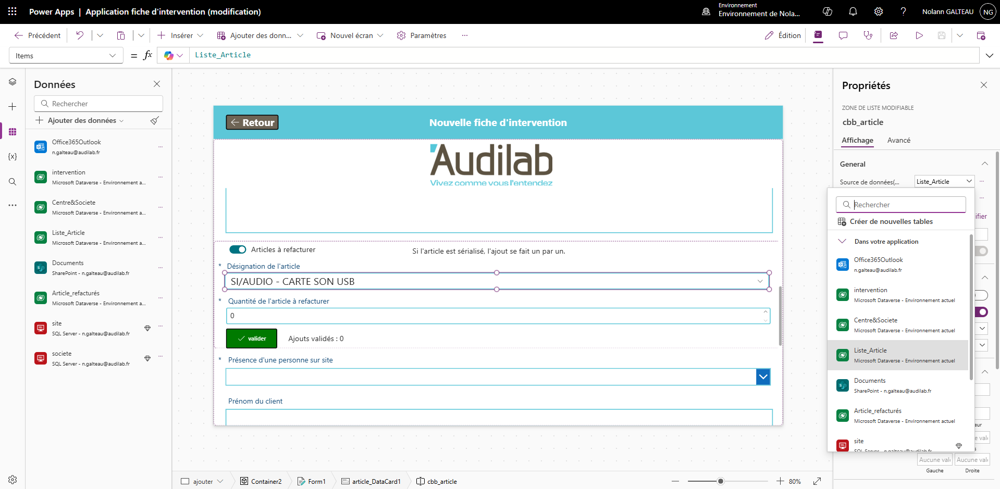 Power Apps | Application fiche d'intervention (modification)
Environnement
Environnement de Nola...
Nolann GALTEAU
NG
Précédent
Insérer
Ajouter des donn...
Nouvel écran
Paramètres
...
Édition
Items
= fx
Liste_Article
Données
Rechercher
Ajouter des données
Office365Outlook
n.galteau@audilab.fr
intervention
Microsoft Dataverse - Environnement a...
Centre&Societe
Microsoft Dataverse - Environnement a...
Liste_Article
Microsoft Dataverse - Environnement a...
Documents
SharePoint - n.galteau@audilab.fr
Article_refacturés
Microsoft Dataverse - Environnement a...
site
SQL Server - n.galteau@audilab.fr
societe
SQL Server - n.galteau@audilab.fr
Retour
Nouvelle fiche d'intervention
Audilab
Vivez comme vous l'entendez
Articles à refacturer
Si l'article est sérialisé, l'ajout se fait un par un.
* Désignation de l'article
SI/AUDIO - CARTE SON USB
* Quantité de l'article à refacturer
0
valider
Ajouts validés : 0
* Présence d'une personne sur site
Prénom du client
ajouter
Container2
Form1
article_DataCard1
cbb_article
80%
Propriétés
ZONE DE LISTE MODIFIABLE
cbb_article
Affichage
Avancé
General
Source de données(...
Liste_Article
Rechercher
ifier
Créer de nouvelles tables
Dans votre application
Office365Outlook
n.galteau@audilab.fr
intervention
Microsoft Dataverse - Environnement actuel
Centre&Societe
Microsoft Dataverse - Environnement actuel
Liste_Article
Microsoft Dataverse - Environnement actuel
Documents
SharePoint - n.galteau@audilab.fr
Article_refacturés
Microsoft Dataverse - Environnement actuel
eur
site
SQL Server - n.galteau@audilab.fr
Aucune val
Aucune val
Gauche
Droite